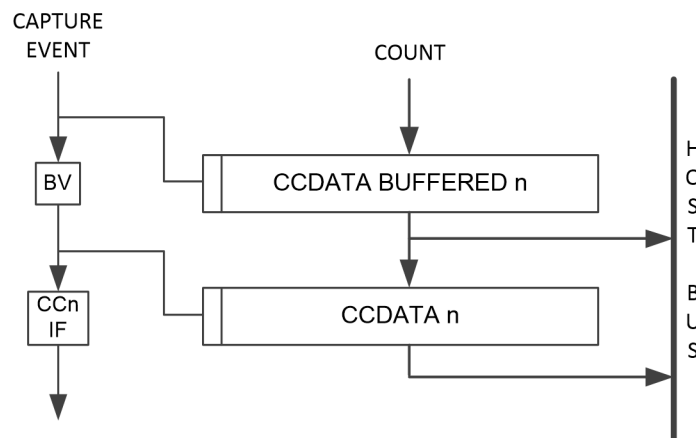 CAPTURE
EVENT
COUNT
BV
CCDATA BUFFERED n
CCn
IF
CCDATA n
H
C
S
T
B
U
S